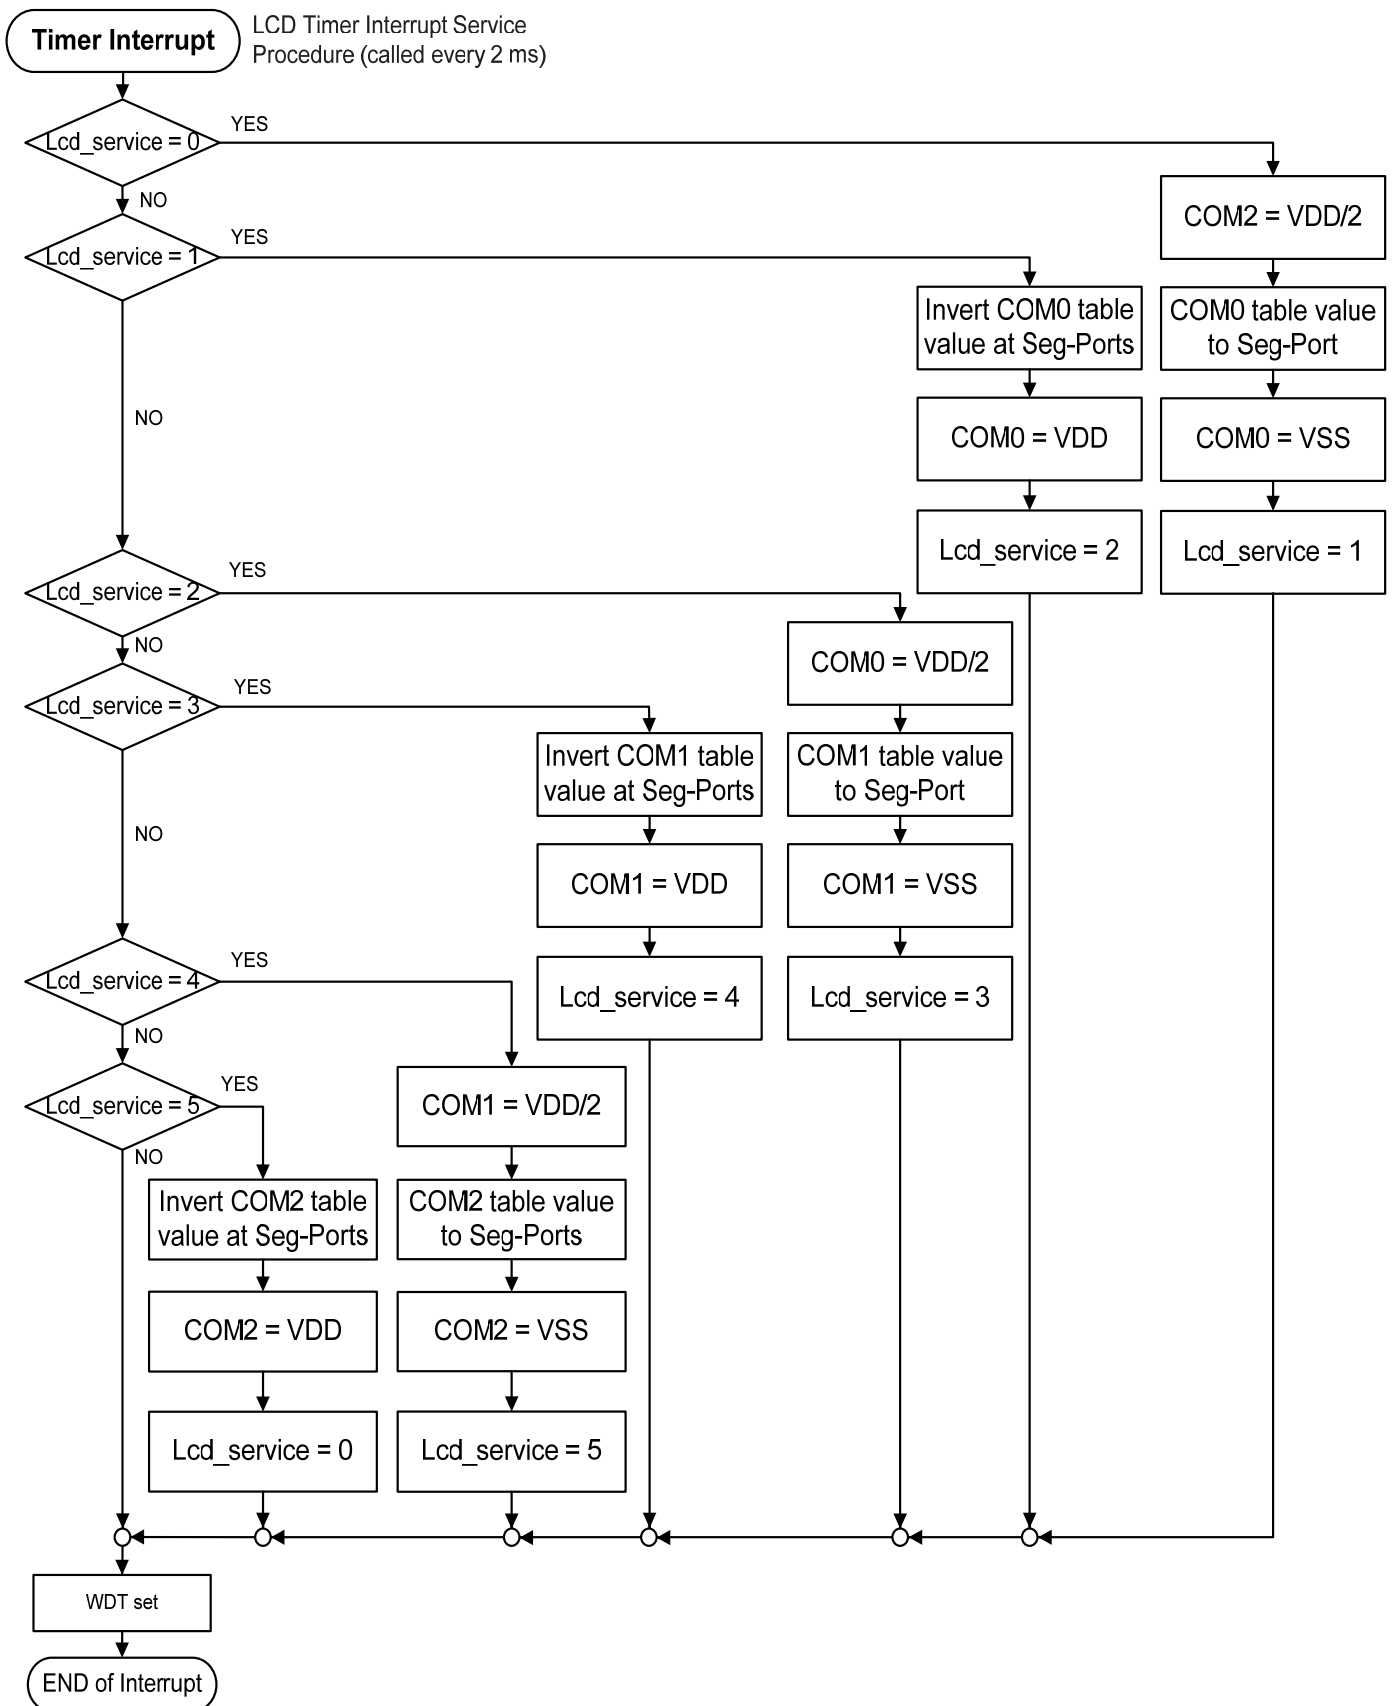 Timer Interrupt
LCD Timer Interrupt Service
Procedure (called every 2 ms)
Lcd_service = 0
YES
NO
COM2 = VDD/2
COM0 table value
to Seg-Port
COM0 = VSS
Lcd_service = 1
Lcd_service = 1
YES
NO
Invert COM0 table
value at Seg-Ports
COM0 = VDD
Lcd_service = 2
Lcd_service = 2
YES
NO
COM0 = VDD/2
COM1 table value
to Seg-Port
COM1 = VSS
Lcd_service = 3
Lcd_service = 3
YES
NO
Invert COM1 table
value at Seg-Ports
COM1 = VDD
Lcd_service = 4
Lcd_service = 4
YES
NO
COM1 = VDD/2
COM2 table value
to Seg-Ports
COM2 = VSS
Lcd_service = 5
Lcd_service = 5
YES
NO
Invert COM2 table
value at Seg-Ports
COM2 = VDD
Lcd_service = 0
WDT set
END of Interrupt